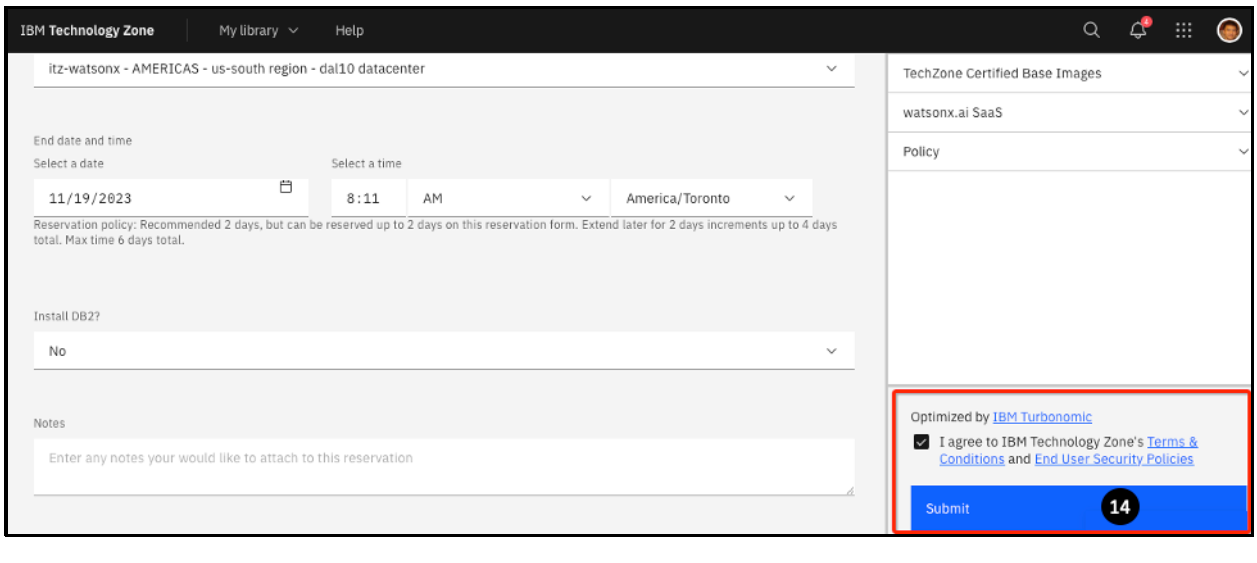 IBM Technology Zone
My library
Help
4
itz-watsonx - AMERICAS - us-south region - dal10 datacenter
End date and time
Select a date
Select a time
11/19/2023
8:11
AM
America/Toronto
Reservation policy: Recommended 2 days, but can be reserved up to 2 days on this reservation form. Extend later for 2 days increments up to 4 days
total. Max time 6 days total.
Install DB2?
No
Notes
Enter any notes your would like to attach to this reservation
TechZone Certified Base Images
watsonx.ai SaaS
Policy
Optimized by IBM Turbonomic
I agree to IBM Technology Zone's Terms &
Conditions and End User Security Policies
Submit
14